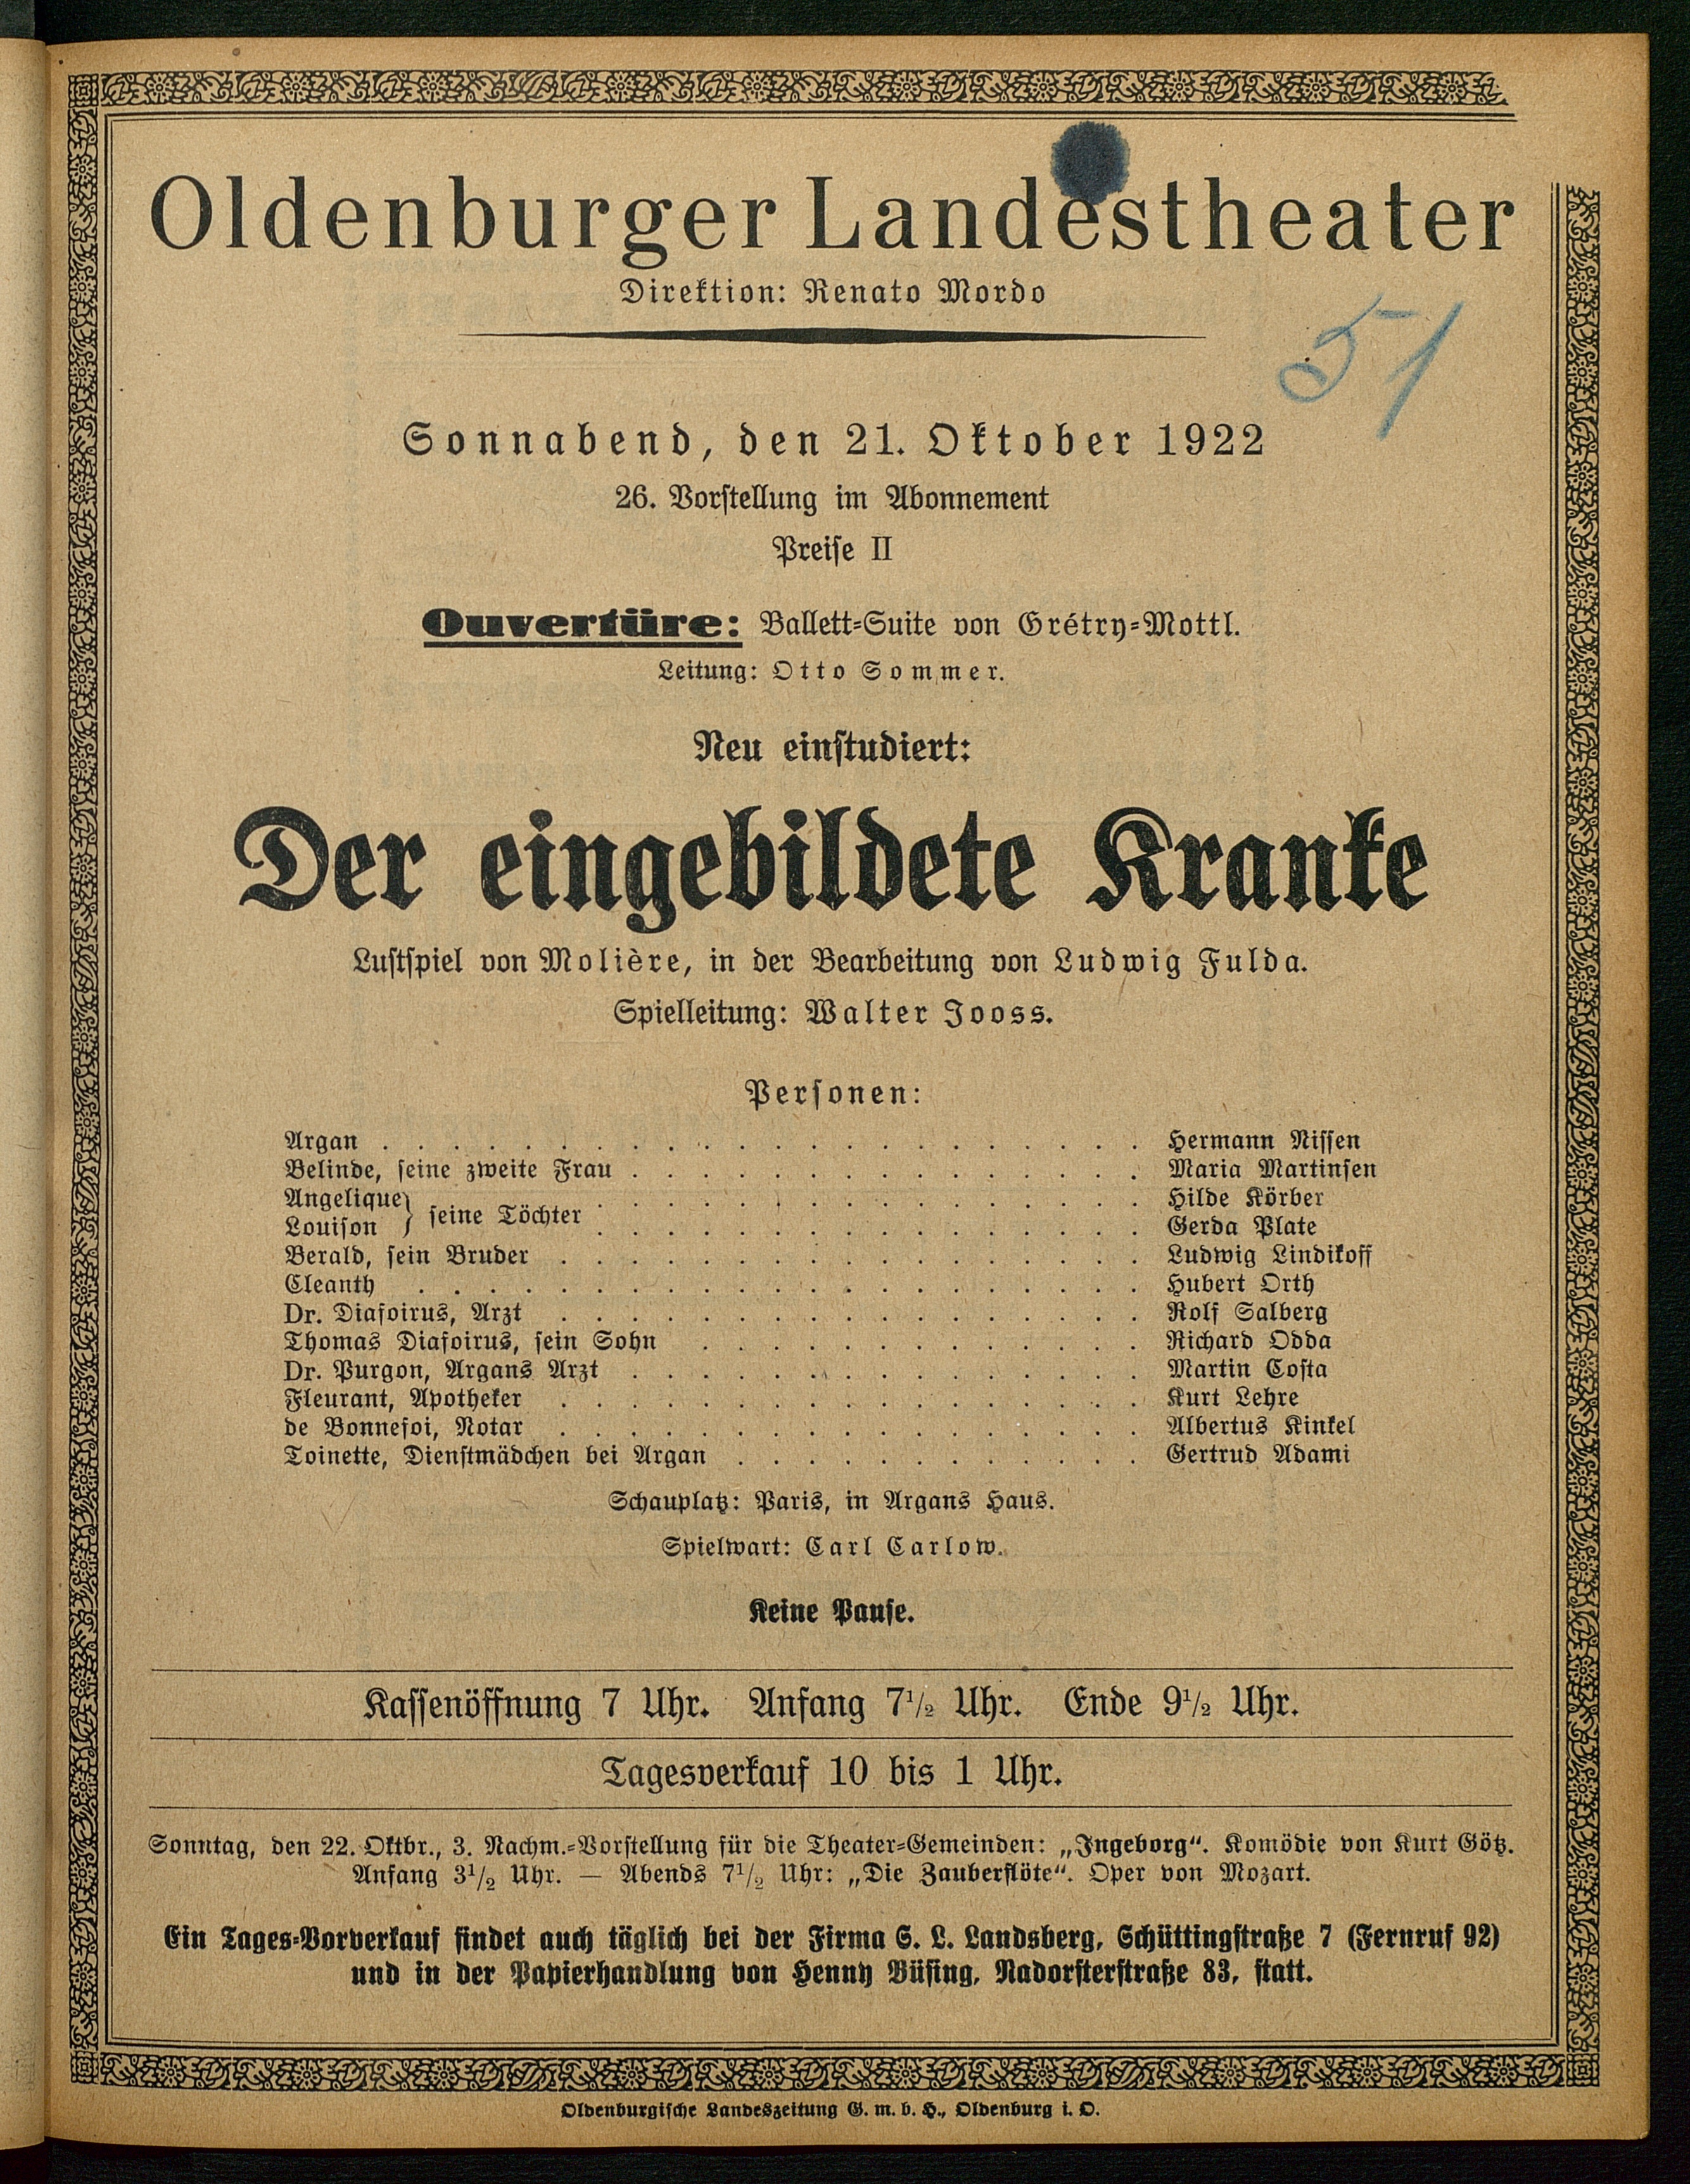 Oldenburger Landestheater
Direktion: Renato Mordo
51
Sonnabend, den 21. Oktober 1922
26. Vorstellung im Abonnement
Preise II
Ouvertüre: Ballett-Suite von Grétry-Mottl.
Leitung: Otto Sommer.
Neu einstudiert:
Der eingebildete Kranke
Lustspiel von Molière, in der Bearbeitung von Ludwig Fulda.
Spielleitung: Walter Jooss.
Personen:
Argan . . . . . . . . . . Hermann Nissen
Belinde, seine zweite Frau . . . . . . . . . . Maria Martinsen
Angelique } seine Töchter . . . . . . . . . . Hilde Körber
Louison } . . . . . . . . . . Gerda Plate
Berald, sein Bruder . . . . . . . . . . Ludwig Lindikoff
Cleanth . . . . . . . . . . Hubert Orth
Dr. Diafoirus, Arzt . . . . . . . . . . Rolf Salberg
Thomas Diafoirus, sein Sohn . . . . . . . . . . Richard Odda
Dr. Purgon, Argans Arzt . . . . . . . . . . Martin Costa
Fleurant, Apotheker . . . . . . . . . . Kurt Lehre
de Bonnefoi, Notar . . . . . . . . . . Albertus Kinkel
Toinette, Dienstmädchen bei Argan . . . . . . . . . . Gertrud Adami
Schauplatz: Paris, in Argans Haus.
Spielwart: Carl Carlow.
Keine Pause.
Kassenöffnung 7 Uhr. Anfang 7½ Uhr. Ende 9½ Uhr.
Tagesverkauf 10 bis 1 Uhr.
Sonntag, den 22. Oktbr., 3. Nachm.-Vorstellung für die Theater-Gemeinden: „Ingeborg“. Komödie von Kurt Götz.
Anfang 3½ Uhr. — Abends 7½ Uhr: „Die Zauberflöte“. Oper von Mozart.
Ein Tages-Vorverkauf findet auch täglich bei der Firma S. L. Landsberg, Schüttingstraße 7 (Fernruf 92)
und in der Papierhandlung von Henny Büsing, Nadorsterstraße 83, statt.
Oldenburgische Landeszeitung G. m. b. H., Oldenburg i. O.